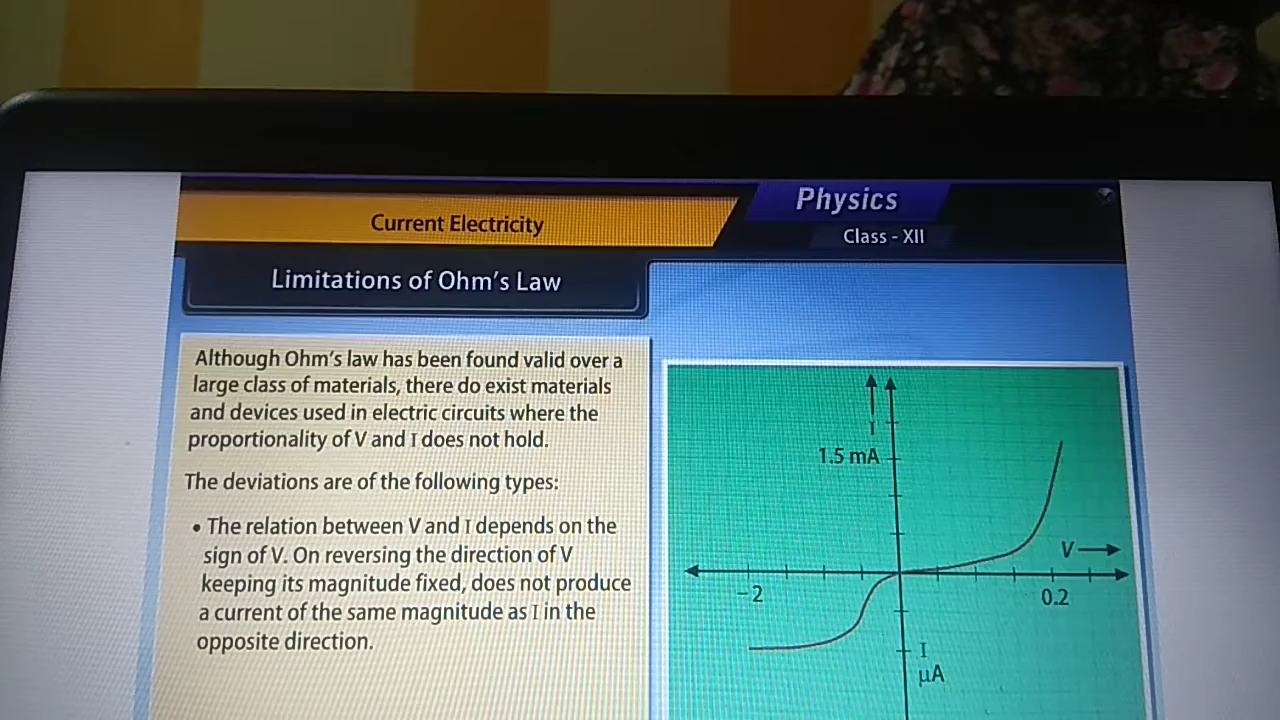 Current Electricity
Physics
Class - XII
Limitations of Ohm's Law
Although Ohm's law has been found valid over a
large class of materials, there do exist materials
and devices used in electric circuits where the
proportionality of V and I does not hold.
The deviations are of the following types:
• The relation between V and I depends on the
sign of V. On reversing the direction of V
keeping its magnitude fixed, does not produce
a current of the same magnitude as I in the
opposite direction.
I
1.5 mA
V
-2
0.2
I
μA